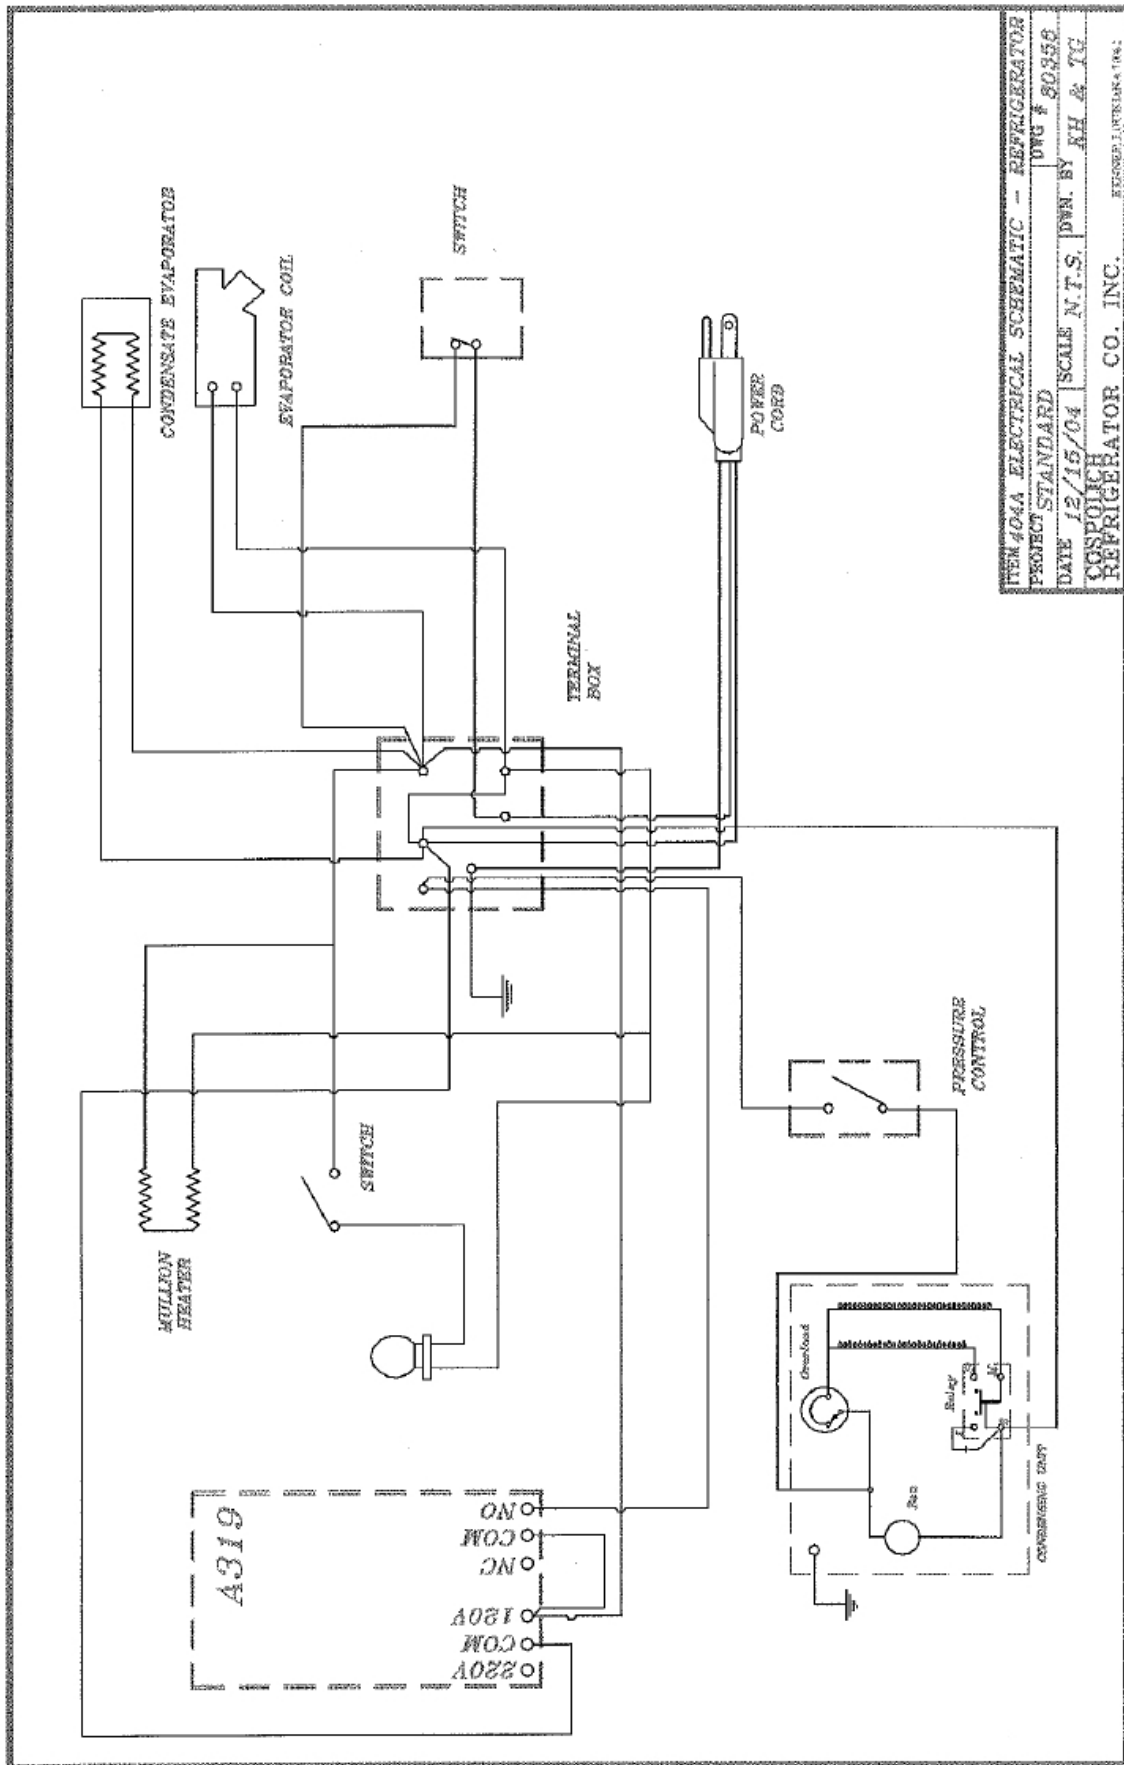 CONDENSATE EVAPORATOR
EVAPORATOR COIL
SWITCH
POWER
CORD
TERMINAL
BOX
MULLION
HEATER
SWITCH
PRESSURE
CONTROL
A319
NO
COM
NC
120V
COM
220V
Overload
Relay
Fan
CONDENSING UNIT
ITEM 404A ELECTRICAL SCHEMATIC - REFRIGERATOR
PROJECT STANDARD DWG #
DATE 12/15/04 SCALE N.T.S. DWN. BY KH & TG
COSPOLICH
REFRIGERATOR CO. INC.